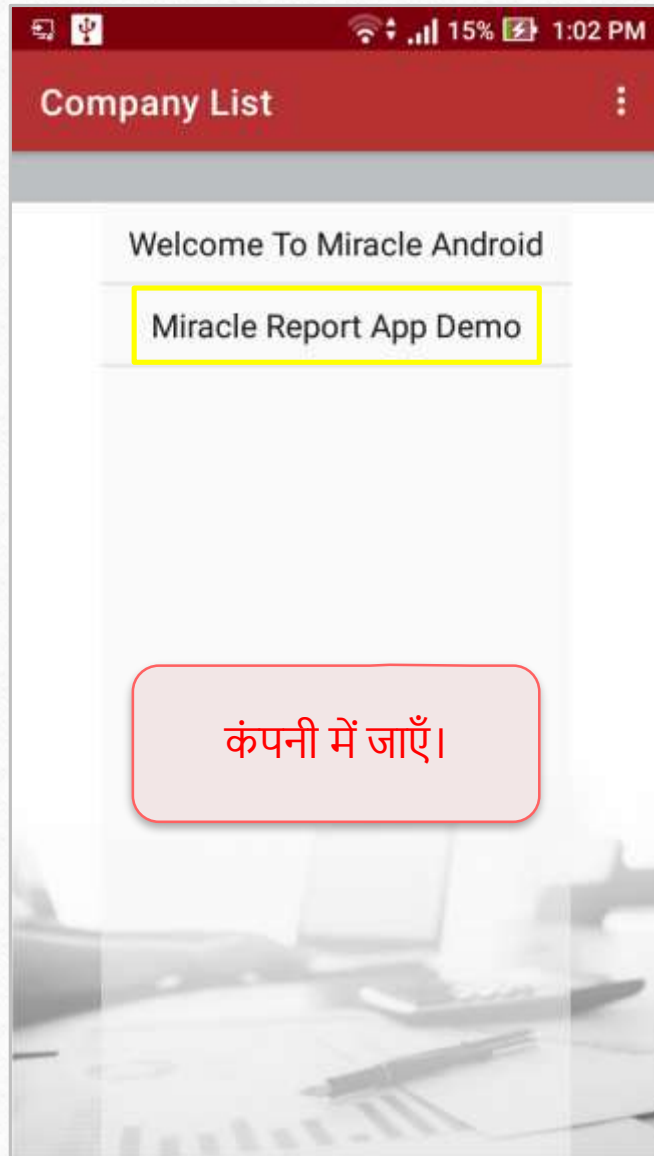 15% 1:02 PM
Company List
Welcome To Miracle Android
Miracle Report App Demo
कंपनी में जाएँ।